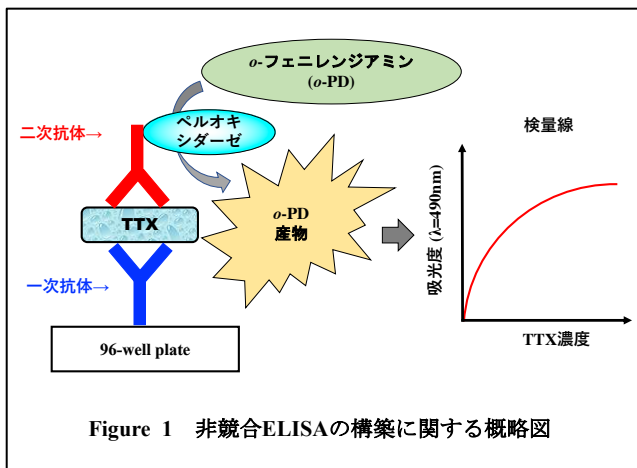 o-フェニレンジアミン
(o-PD)
ペルオキ
シダーゼ
二次抗体→
TTX
o-PD
産物
一次抗体→
96-well plate
検量線
吸光度 (λ=490nm)
TTX濃度
Figure 1 非競合ELISAの構築に関する概略図